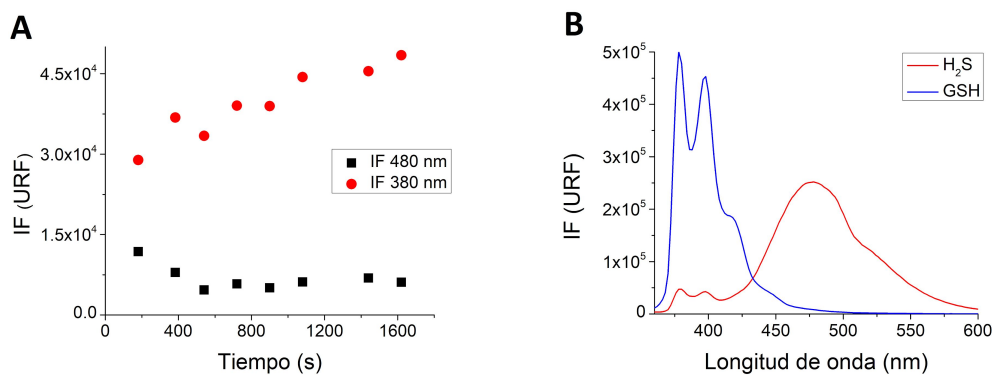 A
4.5x10⁴
3.0x10⁴
1.5x10⁴
0.0
IF (URF)
0
400
800
1200
1600
Tiempo (s)
IF 480 nm
IF 380 nm
B
5x10⁵
4x10⁵
3x10⁵
2x10⁵
1x10⁵
0
IF (URF)
400
450
500
550
600
Longitud de onda (nm)
H₂S
GSH